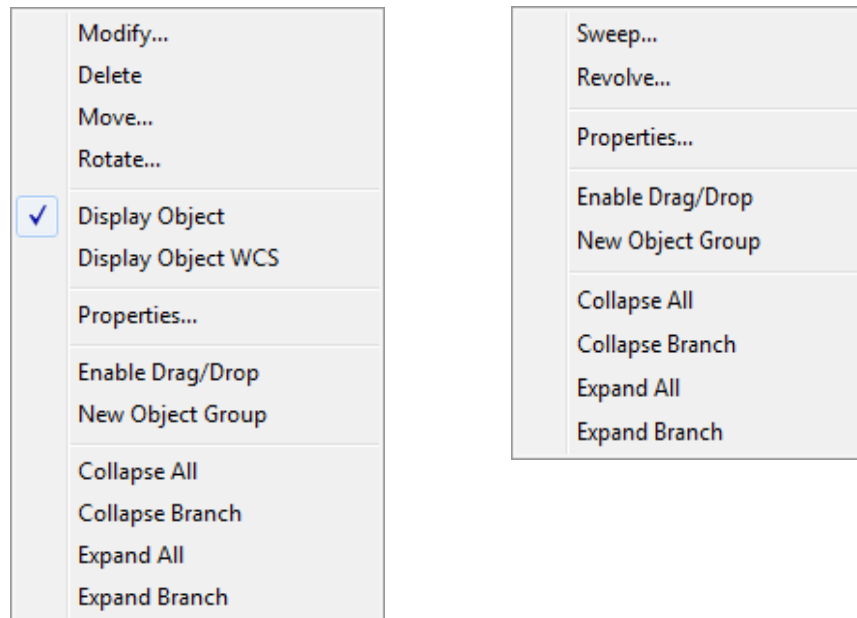 Modify...
Delete
Move...
Rotate...
Display Object
Display Object WCS
Properties...
Enable Drag/Drop
New Object Group
Collapse All
Collapse Branch
Expand All
Expand Branch
Sweep...
Revolve...
Properties...
Enable Drag/Drop
New Object Group
Collapse All
Collapse Branch
Expand All
Expand Branch